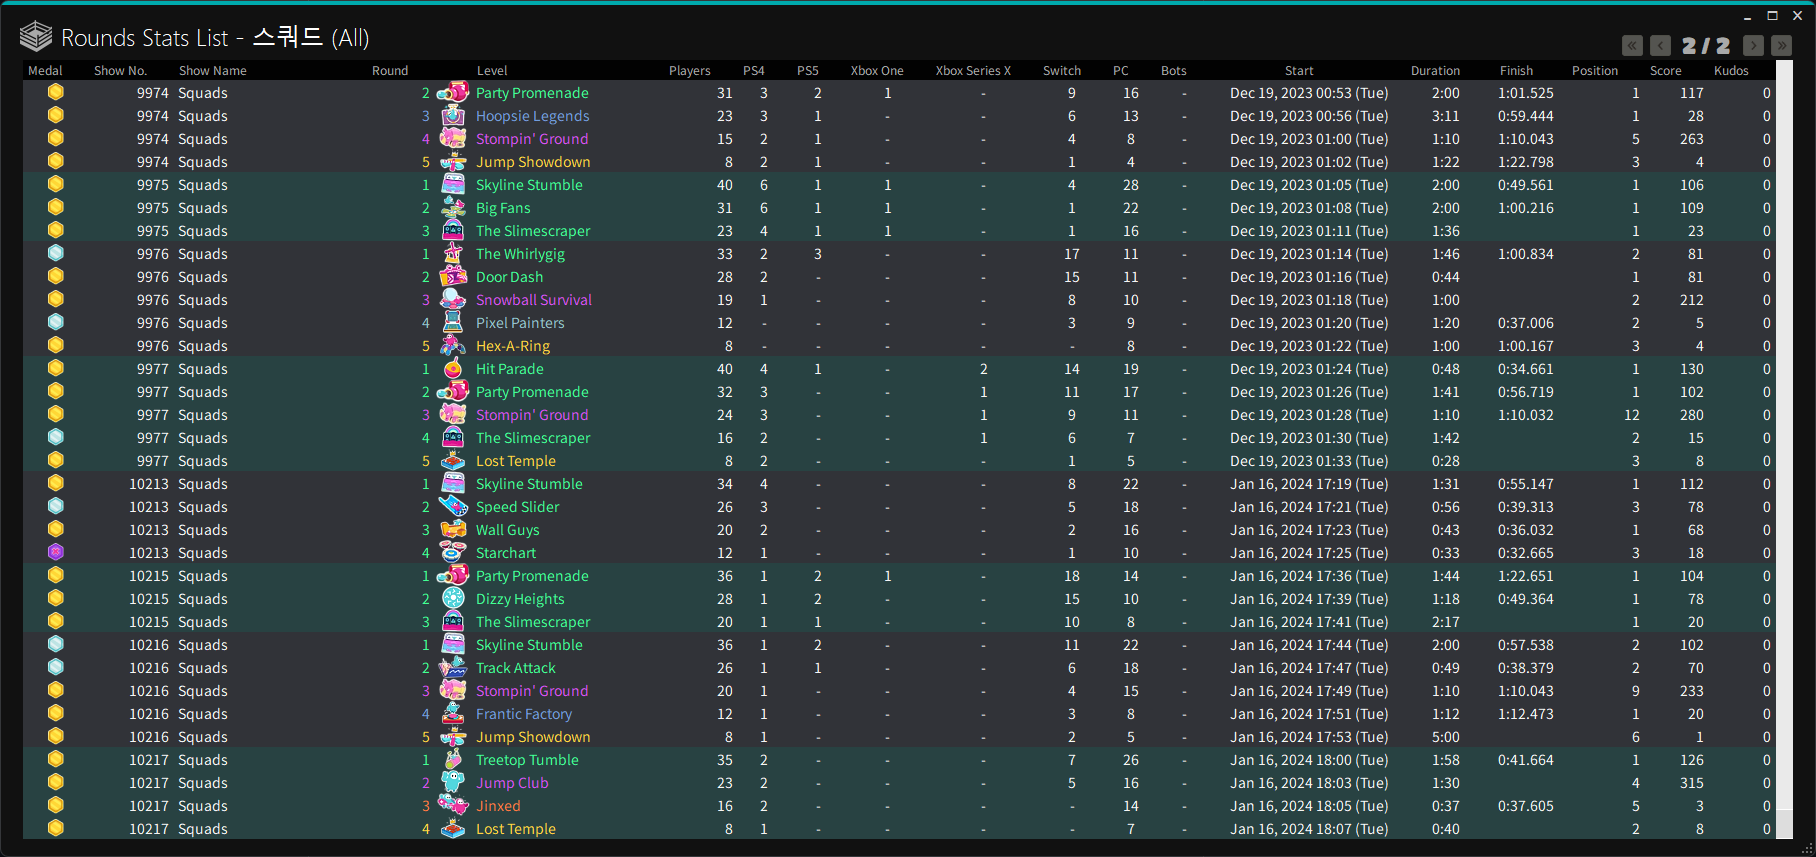 Rounds Stats List - 스쿼드 (All)
« ‹ 2 / 2 › »
Medal Show No. Show Name Round Level Players PS4 PS5 Xbox One Xbox Series X Switch PC Bots Start Duration Finish Position Score Kudos
9974 Squads 2 Party Promenade 31 3 2 1 - 9 16 - Dec 19, 2023 00:53 (Tue) 2:00 1:01.525 1 117 0
9974 Squads 3 Hoopsie Legends 23 3 1 - - 6 13 - Dec 19, 2023 00:56 (Tue) 3:11 0:59.444 1 28 0
9974 Squads 4 Stompin' Ground 15 2 1 - - 4 8 - Dec 19, 2023 01:00 (Tue) 1:10 1:10.043 5 263 0
9974 Squads 5 Jump Showdown 8 2 1 - - 1 4 - Dec 19, 2023 01:02 (Tue) 1:22 1:22.798 3 4 0
9975 Squads 1 Skyline Stumble 40 6 1 1 - 4 28 - Dec 19, 2023 01:05 (Tue) 2:00 0:49.561 1 106 0
9975 Squads 2 Big Fans 31 6 1 1 - 1 22 - Dec 19, 2023 01:08 (Tue) 2:00 1:00.216 1 109 0
9975 Squads 3 The Slimescraper 23 4 1 1 - 1 16 - Dec 19, 2023 01:11 (Tue) 1:36 1 23 0
9976 Squads 1 The Whirlygig 33 2 3 - - 17 11 - Dec 19, 2023 01:14 (Tue) 1:46 1:00.834 2 81 0
9976 Squads 2 Door Dash 28 2 - - - 15 11 - Dec 19, 2023 01:16 (Tue) 0:44 1 81 0
9976 Squads 3 Snowball Survival 19 1 - - - 8 10 - Dec 19, 2023 01:18 (Tue) 1:00 2 212 0
9976 Squads 4 Pixel Painters 12 - - - - 3 9 - Dec 19, 2023 01:20 (Tue) 1:20 0:37.006 2 5 0
9976 Squads 5 Hex-A-Ring 8 - - - - - 8 - Dec 19, 2023 01:22 (Tue) 1:00 1:00.167 3 4 0
9977 Squads 1 Hit Parade 40 4 1 - 2 14 19 - Dec 19, 2023 01:24 (Tue) 0:48 0:34.661 1 130 0
9977 Squads 2 Party Promenade 32 3 - - 1 11 17 - Dec 19, 2023 01:26 (Tue) 1:41 0:56.719 1 102 0
9977 Squads 3 Stompin' Ground 24 3 - - 1 9 11 - Dec 19, 2023 01:28 (Tue) 1:10 1:10.032 12 280 0
9977 Squads 4 The Slimescraper 16 2 - - 1 6 7 - Dec 19, 2023 01:30 (Tue) 1:42 2 15 0
9977 Squads 5 Lost Temple 8 2 - - - 1 5 - Dec 19, 2023 01:33 (Tue) 0:28 3 8 0
10213 Squads 1 Skyline Stumble 34 4 - - - 8 22 - Jan 16, 2024 17:19 (Tue) 1:31 0:55.147 1 112 0
10213 Squads 2 Speed Slider 26 3 - - - 5 18 - Jan 16, 2024 17:21 (Tue) 0:56 0:39.313 3 78 0
10213 Squads 3 Wall Guys 20 2 - - - 2 16 - Jan 16, 2024 17:23 (Tue) 0:43 0:36.032 1 68 0
10213 Squads 4 Starchart 12 1 - - - 1 10 - Jan 16, 2024 17:25 (Tue) 0:33 0:32.665 3 18 0
10215 Squads 1 Party Promenade 36 1 2 1 - 18 14 - Jan 16, 2024 17:36 (Tue) 1:44 1:22.651 1 104 0
10215 Squads 2 Dizzy Heights 28 1 2 - - 15 10 - Jan 16, 2024 17:39 (Tue) 1:18 0:49.364 1 78 0
10215 Squads 3 The Slimescraper 20 1 1 - - 10 8 - Jan 16, 2024 17:41 (Tue) 2:17 1 20 0
10216 Squads 1 Skyline Stumble 36 1 2 - - 11 22 - Jan 16, 2024 17:44 (Tue) 2:00 0:57.538 2 102 0
10216 Squads 2 Track Attack 26 1 1 - - 6 18 - Jan 16, 2024 17:47 (Tue) 0:49 0:38.379 2 70 0
10216 Squads 3 Stompin' Ground 20 1 - - - 4 15 - Jan 16, 2024 17:49 (Tue) 1:10 1:10.043 9 233 0
10216 Squads 4 Frantic Factory 12 1 - - - 3 8 - Jan 16, 2024 17:51 (Tue) 1:12 1:12.473 1 20 0
10216 Squads 5 Jump Showdown 8 1 - - - 2 5 - Jan 16, 2024 17:53 (Tue) 5:00 6 1 0
10217 Squads 1 Treetop Tumble 35 2 - - - 7 26 - Jan 16, 2024 18:00 (Tue) 1:58 0:41.664 1 126 0
10217 Squads 2 Jump Club 23 2 - - - 5 16 - Jan 16, 2024 18:03 (Tue) 1:30 4 315 0
10217 Squads 3 Jinxed 16 2 - - - - 14 - Jan 16, 2024 18:05 (Tue) 0:37 0:37.605 5 3 0
10217 Squads 4 Lost Temple 8 1 - - - - 7 - Jan 16, 2024 18:07 (Tue) 0:40 2 8 0